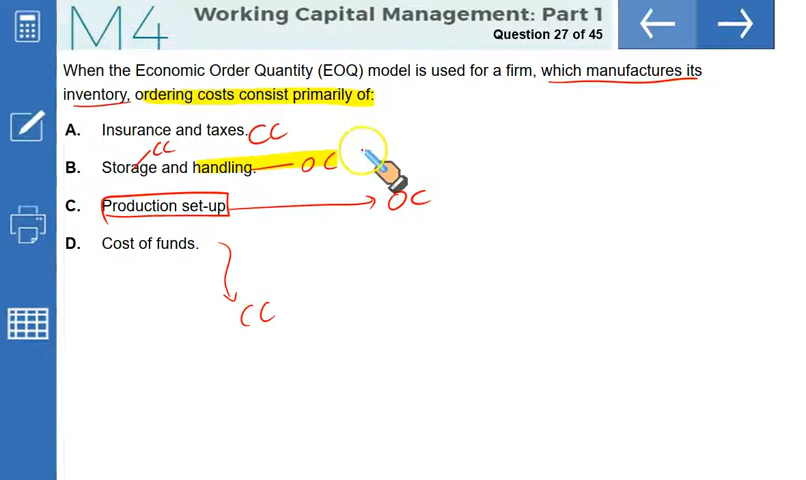 M4
Working Capital Management: Part 1
Question 27 of 45
When the Economic Order Quantity (EOQ) model is used for a firm, which manufactures its
inventory, ordering costs consist primarily of:
A. Insurance and taxes. CC
CC
B. Storage and handling. OC
C. Production set-up OC
D. Cost of funds.
CC